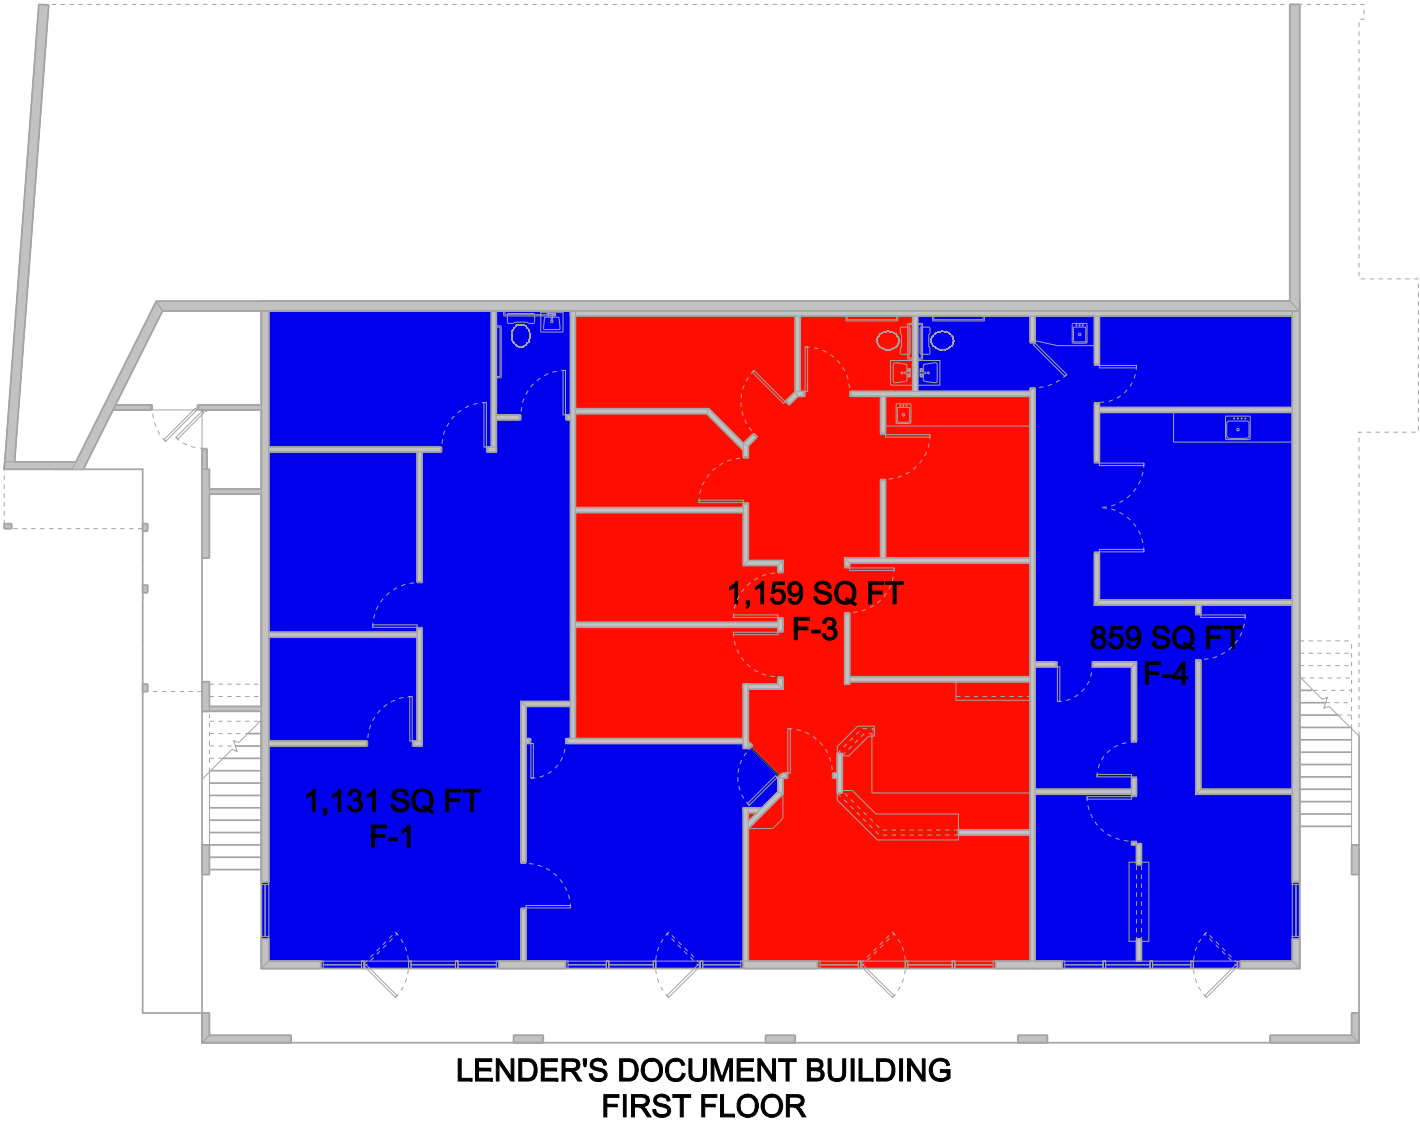 1,159 SQ FT
F-3
859 SQ FT
F-4
1,131 SQ FT
F-1
LENDER'S DOCUMENT BUILDING
FIRST FLOOR